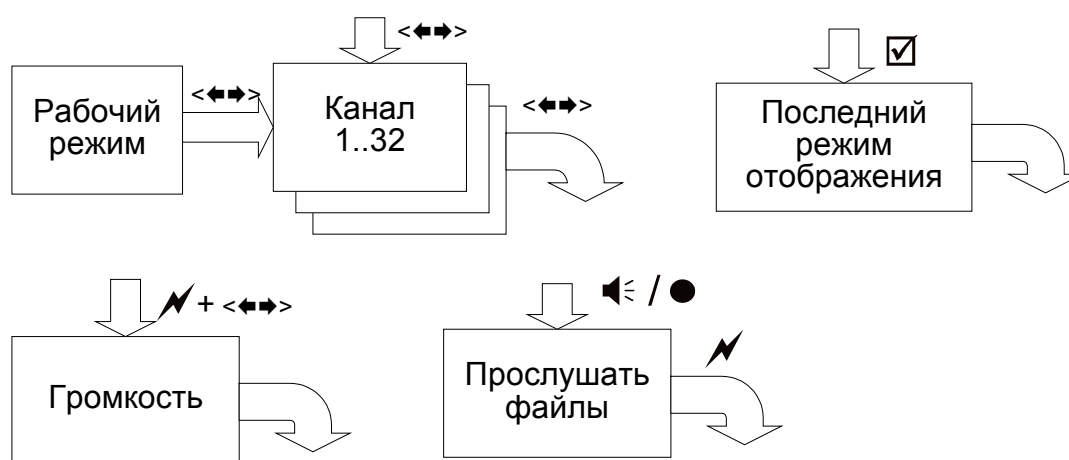 <⬅➡>
Рабочий
режим
<⬅➡>
Канал
1..32
<⬅➡>
☑
Последний
режим
отображения
+ <⬅➡>
Громкость
/
Прослушать
файлы